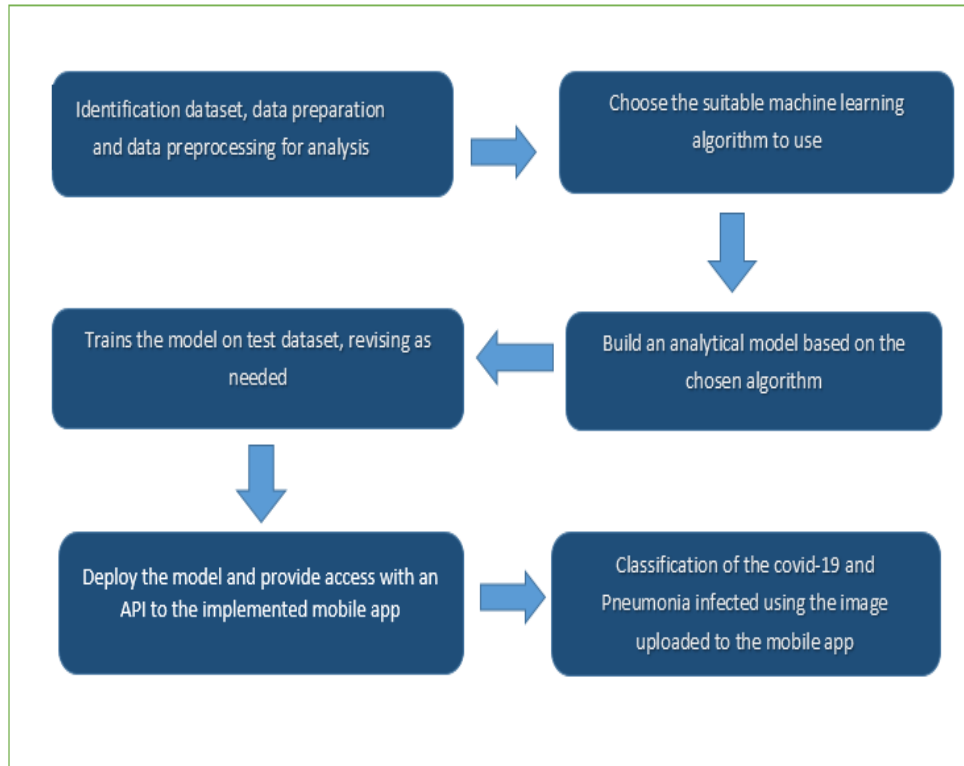 Identification dataset, data preparation
and data preprocessing for analysis
Choose the suitable machine learning
algorithm to use
Build an analytical model based on the
chosen algorithm
Trains the model on test dataset, revising as
needed
Deploy the model and provide access with an
API to the implemented mobile app
Classification of the covid-19 and
Pneumonia infected using the image
uploaded to the mobile app